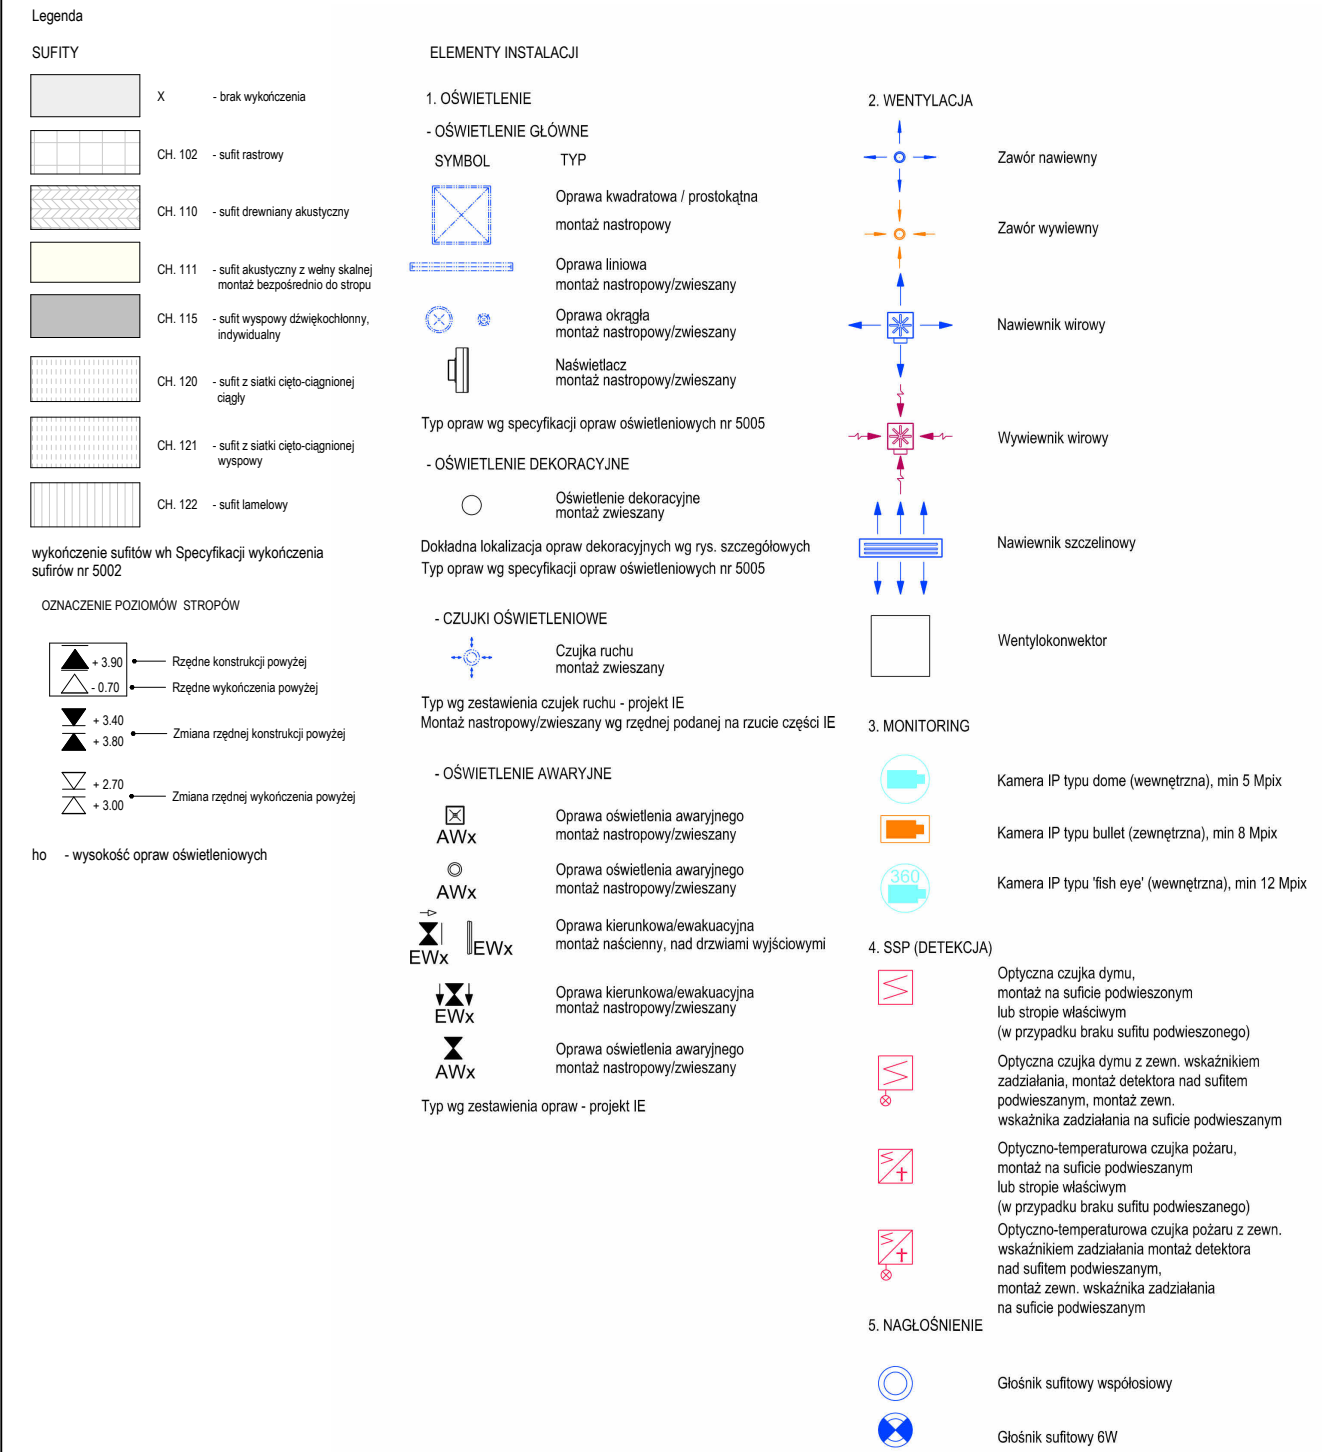 Legenda
SUFITY
X - brak wykończenia
CH. 102 - sufit rastrowy
CH. 110 - sufit drewniany akustyczny
CH. 111 - sufit akustyczny z wełny skalnej
montaż bezpośrednio do stropu
CH. 115 - sufit wyspowy dźwiękochłonny,
indywidualny
CH. 120 - sufit z siatki cięto-ciągnionej
ciągły
CH. 121 - sufit z siatki cięto-ciągnionej
wyspowy
CH. 122 - sufit lamelowy
wykończenie sufitów wh Specyfikacji wykończenia
sufirów nr 5002
OZNACZENIE POZIOMÓW STROPÓW
+ 3.90 Rzędne konstrukcji powyżej
- 0.70 Rzędne wykończenia powyżej
+ 3.40
+ 3.80
Zmiana rzędnej konstrukcji powyżej
+ 2.70
+ 3.00
Zmiana rzędnej wykończenia powyżej
ho - wysokość opraw oświetleniowych
ELEMENTY INSTALACJI
1. OŚWIETLENIE
- OŚWIETLENIE GŁÓWNE
SYMBOL TYP
Oprawa kwadratowa / prostokątna
montaż nastropowy
Oprawa liniowa
montaż nastropowy/zwieszany
Oprawa okrągła
montaż nastropowy/zwieszany
Naświetlacz
montaż nastropowy/zwieszany
Typ opraw wg specyfikacji opraw oświetleniowych nr 5005
- OŚWIETLENIE DEKORACYJNE
Oświetlenie dekoracyjne
montaż zwieszany
Dokładna lokalizacja opraw dekoracyjnych wg rys. szczegółowych
Typ opraw wg specyfikacji opraw oświetleniowych nr 5005
- CZUJKI OŚWIETLENIOWE
Czujka ruchu
montaż zwieszany
Typ wg zestawienia czujek ruchu - projekt IE
Montaż nastropowy/zwieszany wg rzędnej podanej na rzucie części IE
- OŚWIETLENIE AWARYJNE
AWx
Oprawa oświetlenia awaryjnego
montaż nastropowy/zwieszany
AWx
Oprawa oświetlenia awaryjnego
montaż nastropowy/zwieszany
EWx EWx
Oprawa kierunkowa/ewakuacyjna
montaż naścienny, nad drzwiami wyjściowymi
EWx
Oprawa kierunkowa/ewakuacyjna
montaż nastropowy/zwieszany
AWx
Oprawa oświetlenia awaryjnego
montaż nastropowy/zwieszany
Typ wg zestawienia opraw - projekt IE
2. WENTYLACJA
Zawór nawiewny
Zawór wywiewny
Nawiewnik wirowy
Wywiewnik wirowy
Nawiewnik szczelinowy
Wentylokonwektor
3. MONITORING
Kamera IP typu dome (wewnętrzna), min 5 Mpix
Kamera IP typu bullet (zewnętrzna), min 8 Mpix
360
Kamera IP typu 'fish eye' (wewnętrzna), min 12 Mpix
4. SSP (DETEKCJA)
Optyczna czujka dymu,
montaż na suficie podwieszonym
lub stropie właściwym
(w przypadku braku sufitu podwieszonego)
Optyczna czujka dymu z zewn. wskaźnikiem
zadziałania, montaż detektora nad sufitem
podwieszanym, montaż zewn.
wskaźnika zadziałania na suficie podwieszanym
Optyczno-temperaturowa czujka pożaru,
montaż na suficie podwieszanym
lub stropie właściwym
(w przypadku braku sufitu podwieszanego)
Optyczno-temperaturowa czujka pożaru z zewn.
wskaźnikiem zadziałania montaż detektora
nad sufitem podwieszanym,
montaż zewn. wskaźnika zadziałania
na suficie podwieszanym
5. NAGŁOŚNIENIE
Głośnik sufitowy współosiowy
Głośnik sufitowy 6W